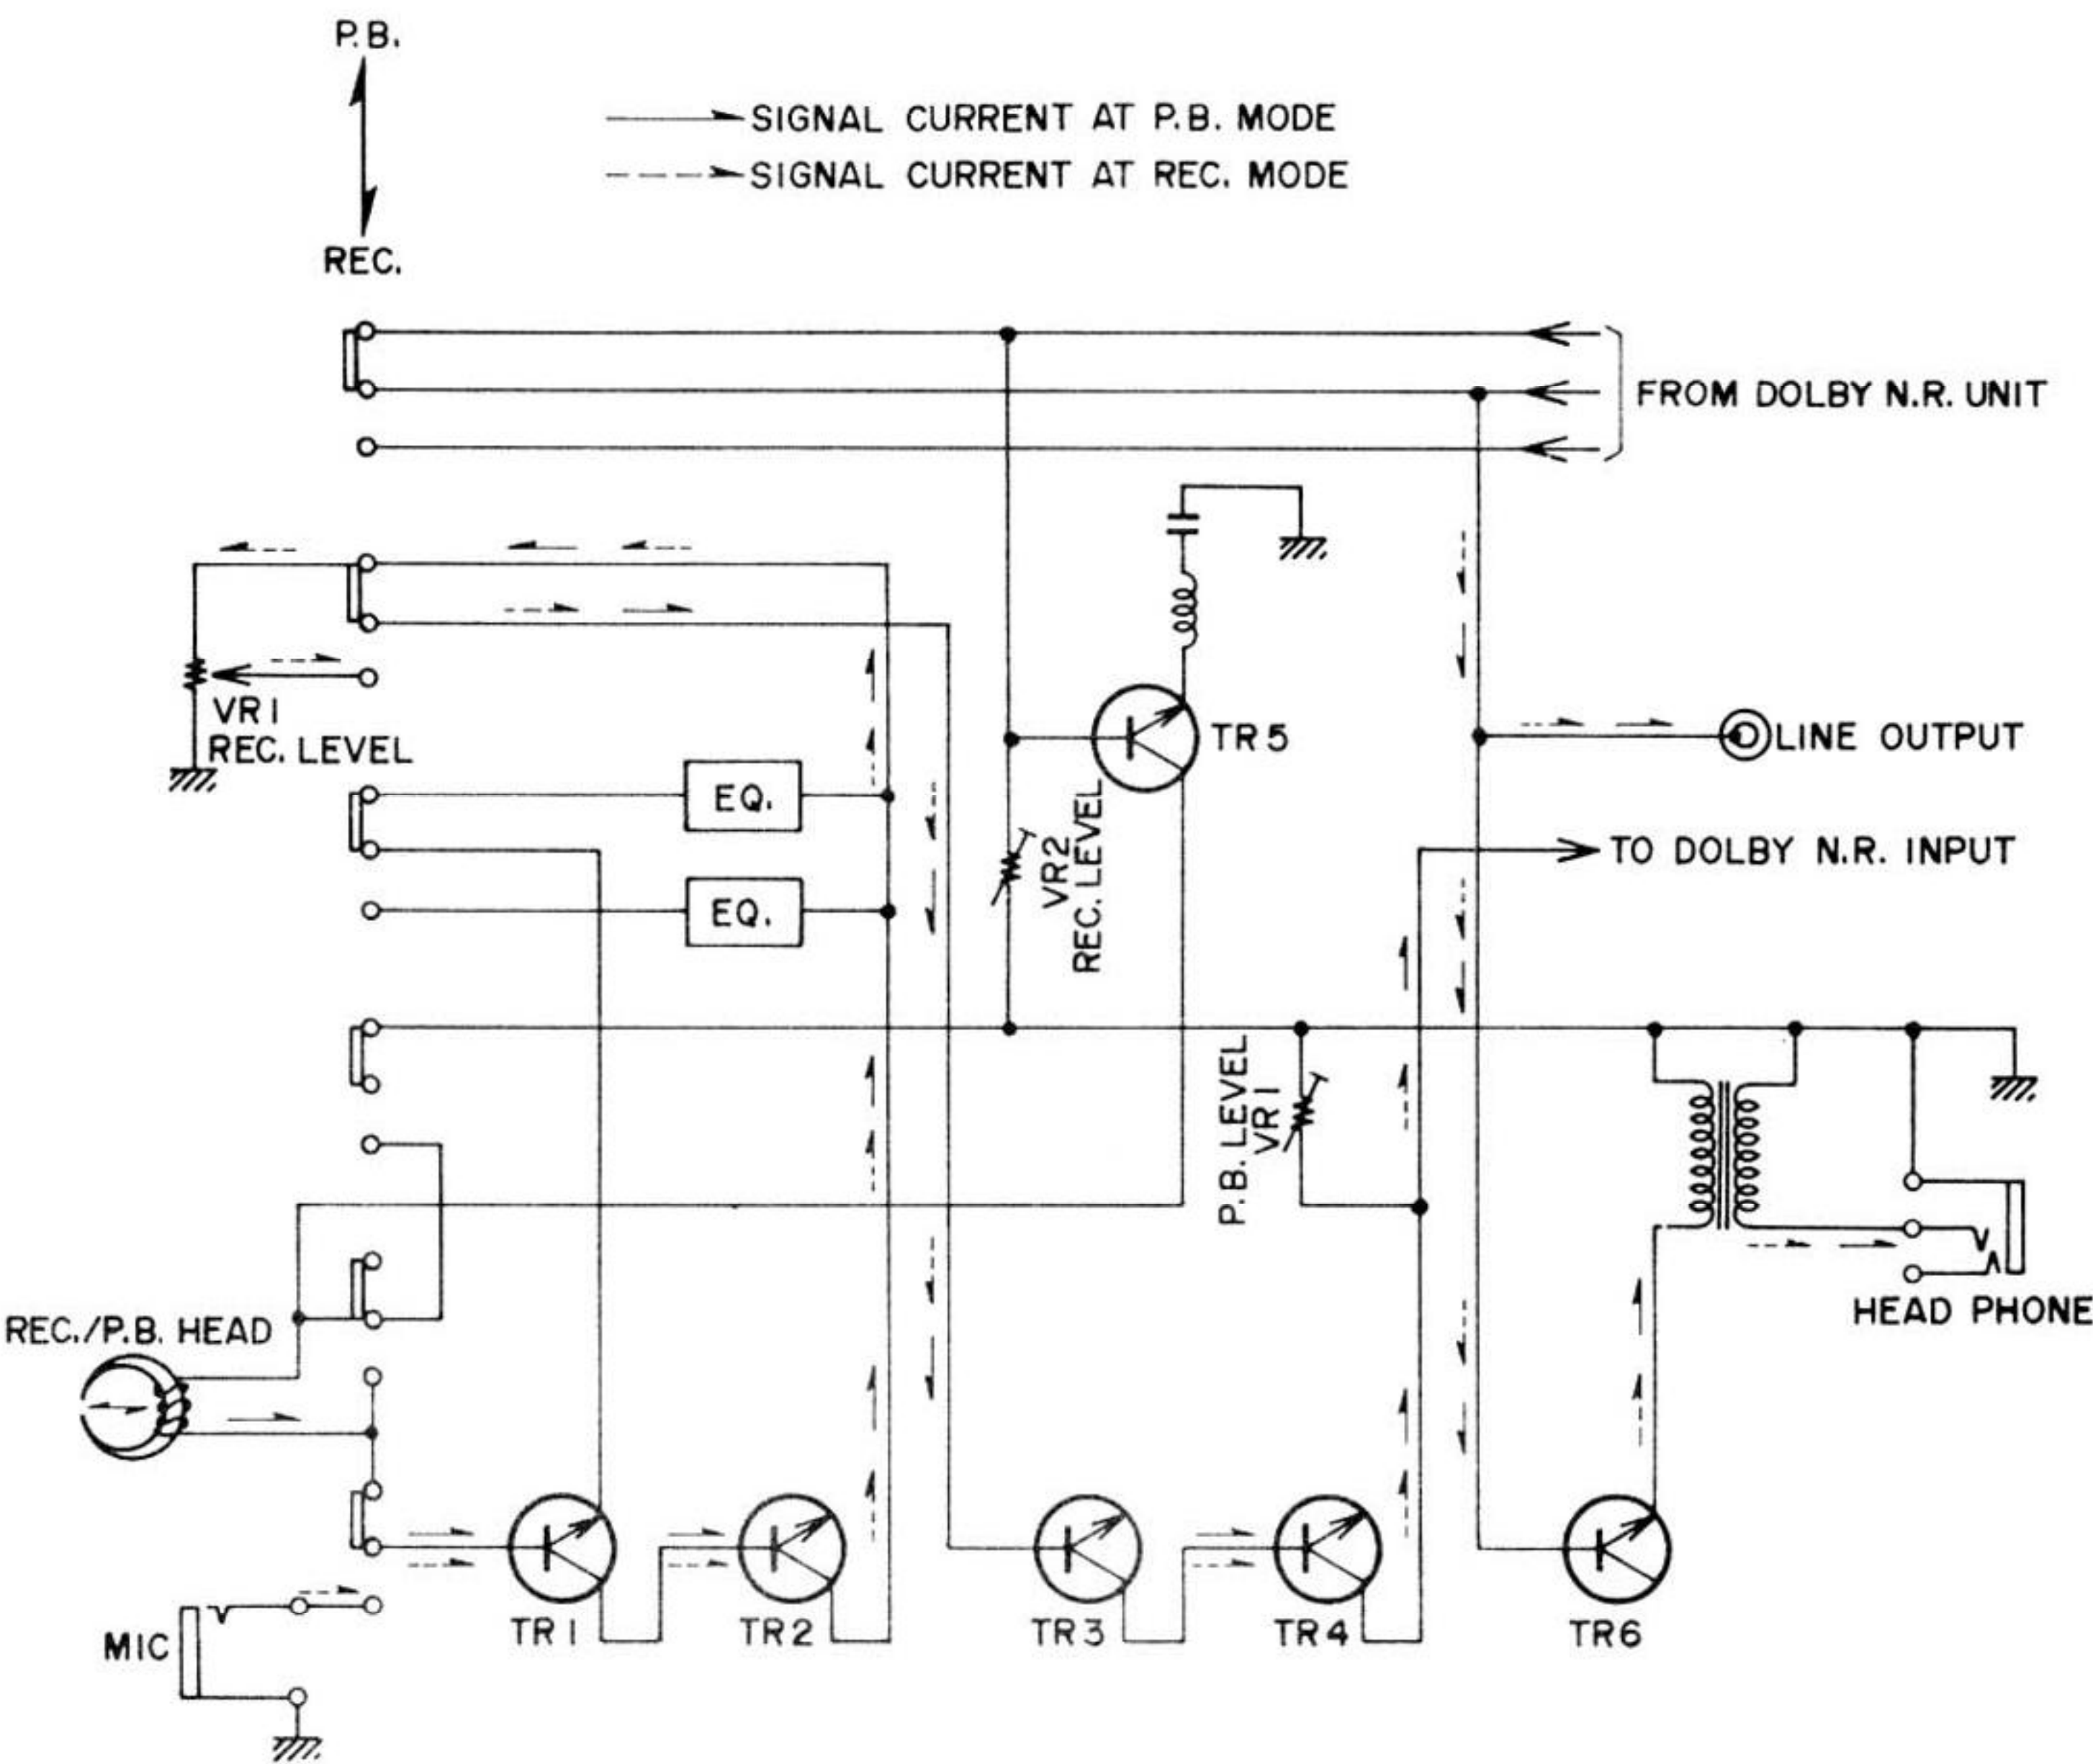 P.B.
SIGNAL CURRENT AT P.B. MODE
SIGNAL CURRENT AT REC. MODE
REC.
FROM DOLBY N.R. UNIT
VR1
REC. LEVEL
TR5
LINE OUTPUT
EQ.
VR2
REC. LEVEL
TO DOLBY N.R. INPUT
EQ.
P.B. LEVEL
VR1
REC./P.B. HEAD
HEAD PHONE
MIC
TR1
TR2
TR3
TR4
TR6